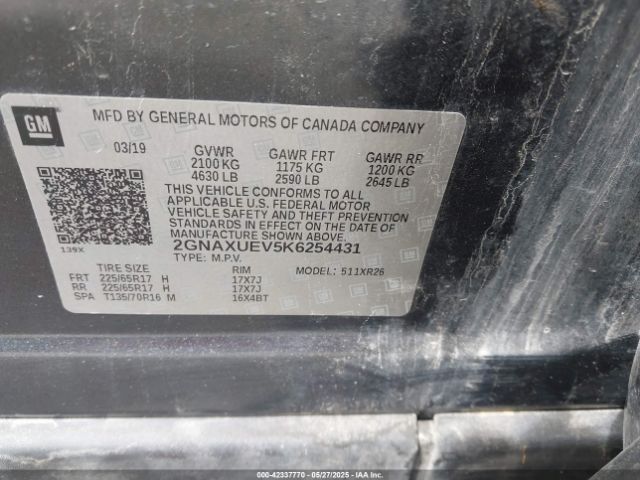 GM
MFD BY GENERAL MOTORS OF CANADA COMPANY
03/19 GVWR GAWR FRT GAWR RR
2100 KG 1175 KG 1200 KG
4630 LB 2590 LB 2645 LB
THIS VEHICLE CONFORMS TO ALL
APPLICABLE U.S. FEDERAL MOTOR
VEHICLE SAFETY AND THEFT PREVENTION
STANDARDS IN EFFECT ON THE DATE
OF MANUFACTURE SHOWN ABOVE.
2GNAXUEV5K6254431
139X
TYPE: M.P.V.
TIRE SIZE RIM MODEL: 511XR26
FRT 225/65R17 H 17X7J
RR 225/65R17 H 17X7J
SPA T135/70R16 M 16X4BT
000-42337770 - 05/27/2025 - IAAI.COM